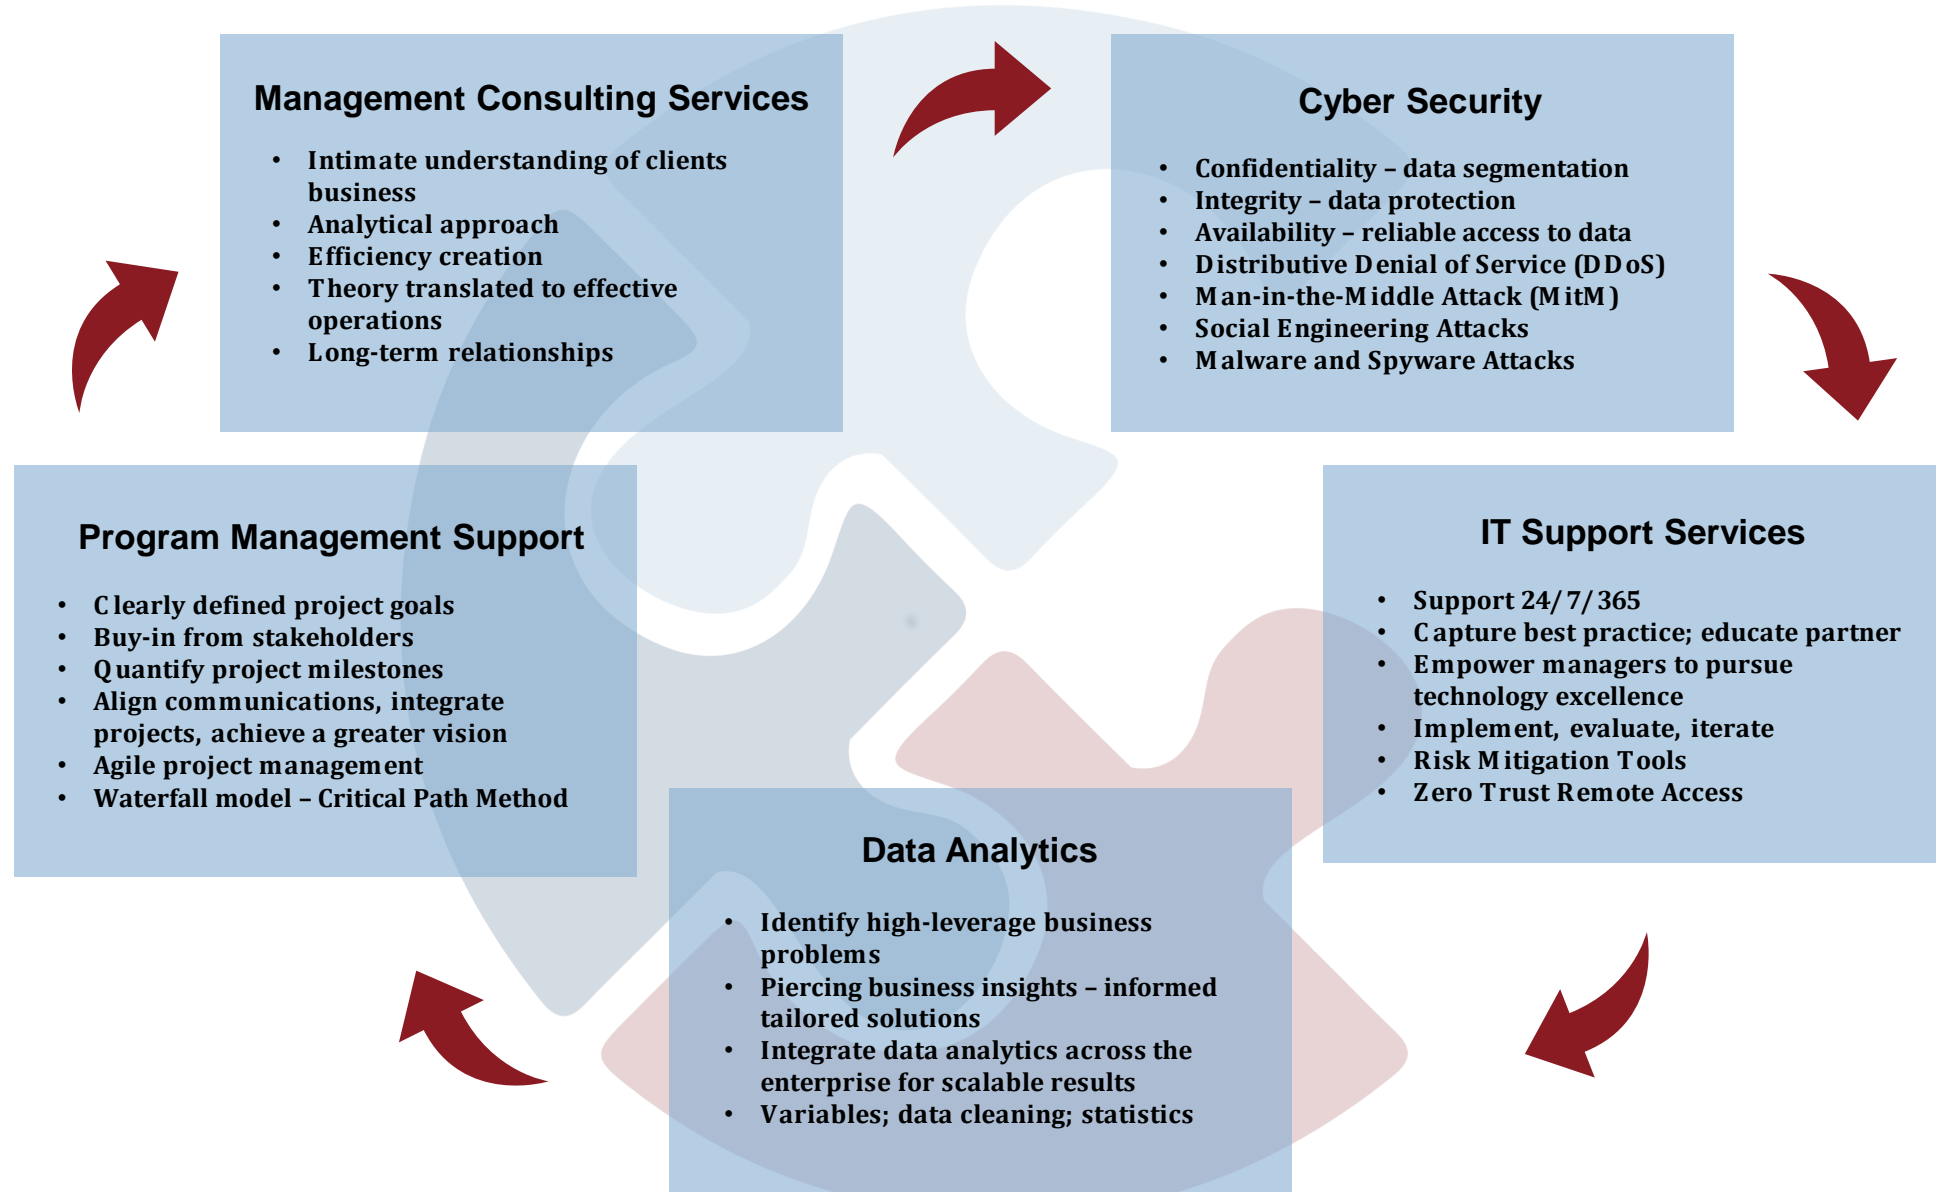 Management Consulting Services
• Intimate understanding of clients
business
• Analytical approach
• Efficiency creation
• Theory translated to effective
operations
• Long-term relationships
Cyber Security
• Confidentiality – data segmentation
• Integrity – data protection
• Availability – reliable access to data
• Distributive Denial of Service (DDoS)
• Man-in-the-Middle Attack (MitM)
• Social Engineering Attacks
• Malware and Spyware Attacks
IT Support Services
• Support 24/7/365
• Capture best practice; educate partner
• Empower managers to pursue
technology excellence
• Implement, evaluate, iterate
• Risk Mitigation Tools
• Zero Trust Remote Access
Data Analytics
• Identify high-leverage business
problems
• Piercing business insights – informed
tailored solutions
• Integrate data analytics across the
enterprise for scalable results
• Variables; data cleaning; statistics
Program Management Support
• Clearly defined project goals
• Buy-in from stakeholders
• Quantify project milestones
• Align communications, integrate
projects, achieve a greater vision
• Agile project management
• Waterfall model – Critical Path Method